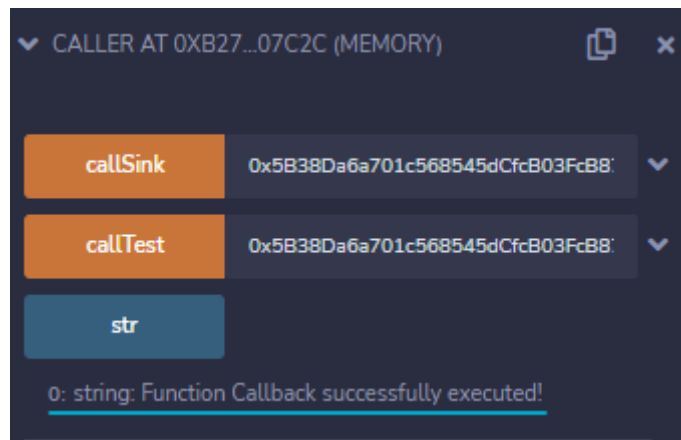 CALLER AT 0XB27...07C2C (MEMORY)
callSink 0x5B38Da6a701c568545dCfcB03FcB8
callTest 0x5B38Da6a701c568545dCfcB03FcB8
str
0: string: Function Callback successfully executed!